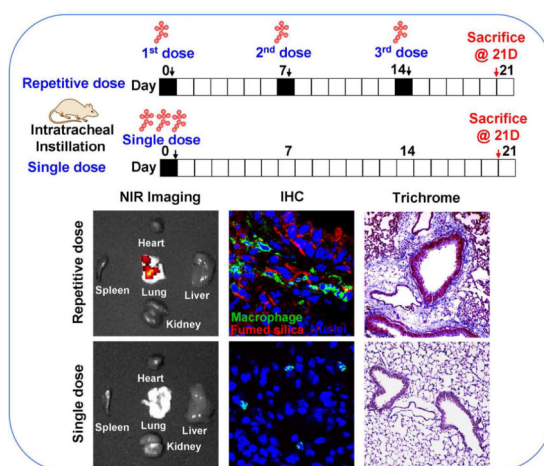 1st dose 2nd dose 3rd dose Sacrifice
@ 21D
Repetitive dose Day 0 7 14 21
Intratracheal
Instillation
Single dose
Sacrifice
@ 21D
Single dose Day 0 7 14 21
NIR Imaging IHC Trichrome
Repetitive dose
Heart
Spleen Lung Liver
Kidney
Macrophage
Fumed silica Nuclei
Single dose
Heart
Spleen Lung Liver
Kidney